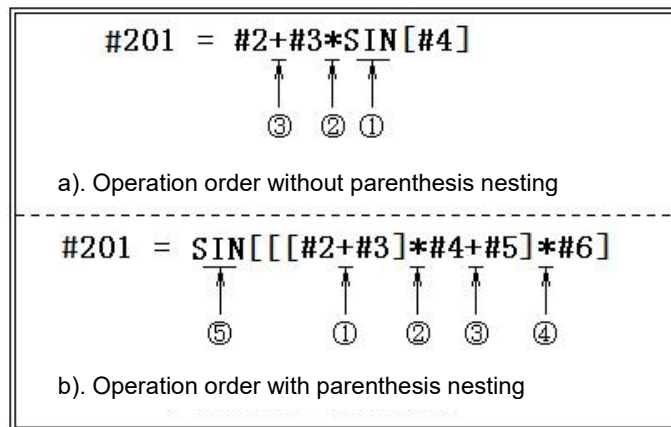 #201 = #2+#3*SIN[#4]
③ ② ①
a). Operation order without parenthesis nesting
#201 = SIN[[[#2+#3]*#4+#5]*#6]
⑤ ① ② ③ ④
b). Operation order with parenthesis nesting